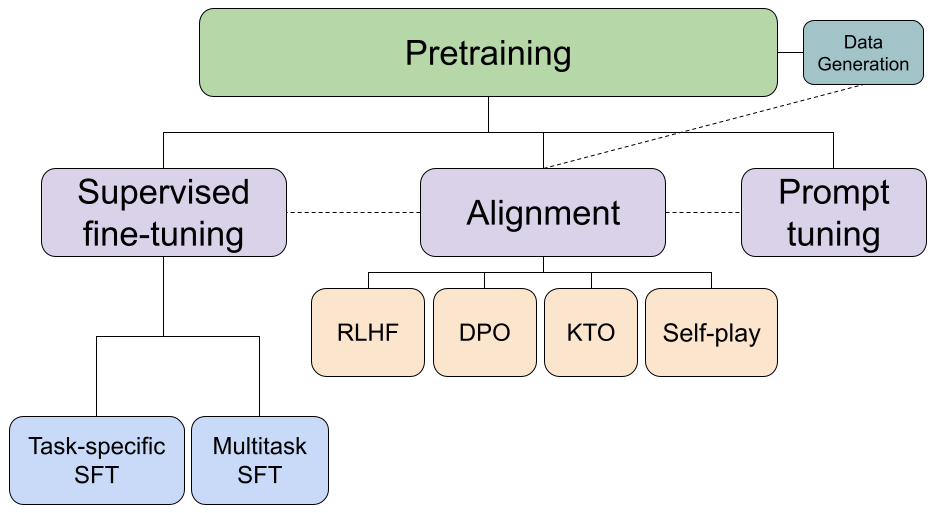 Pretraining
Data
Generation
Supervised
fine-tuning
Alignment
Prompt
tuning
RLHF
DPO
KTO
Self-play
Task-specific
SFT
Multitask
SFT